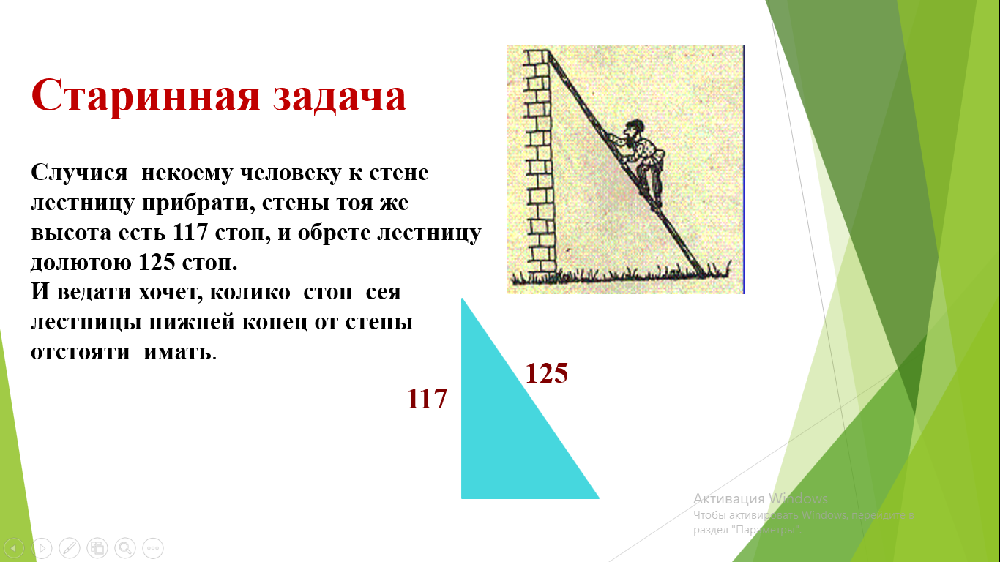 Старинная задача
Случися некоему человеку к стене
лестницу прибрати, стены тоя же
высота есть 117 стоп, и обрете лестницу
долютою 125 стоп.
И ведати хочет, колико стоп сея
лестницы нижней конец от стены
отстояти имать.
117
125
Активация Windows
Чтобы активировать Windows, перейдите в
раздел "Параметры".